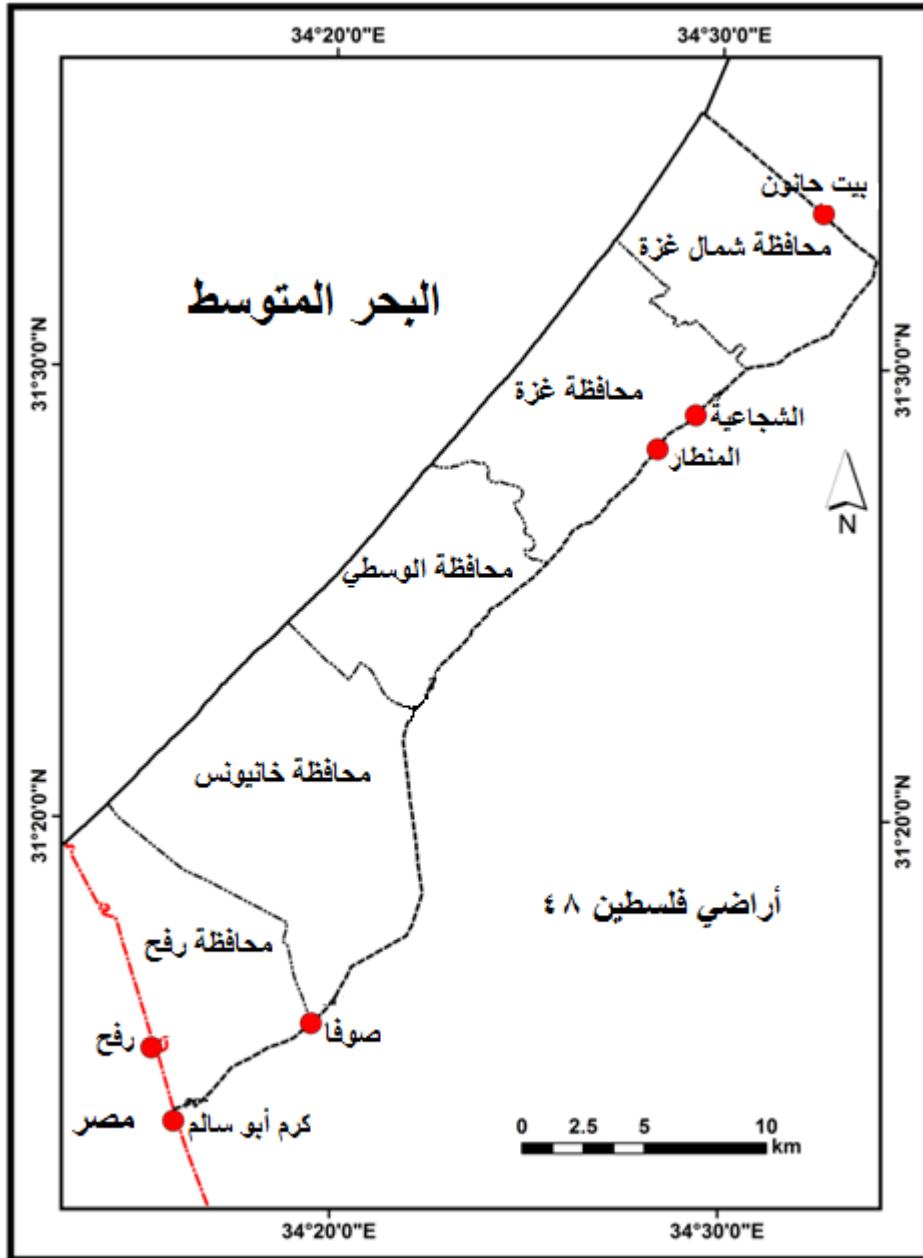 34°20'0"E
34°30'0"E
بيت حانون
محافظة شمال غزة
البحر المتوسط
31°30'0"N
31°30'0"N
محافظة غزة
الشجاعية
المنطار
N
محافظة الوسطي
محافظة خانيونس
31°20'0"N
31°20'0"N
أراضي فلسطين ٤٨
محافظة رفح
صوفا
رفح
مصر
كرم أبو سالم
0 2.5 5 10
km
34°20'0"E
34°30'0"E